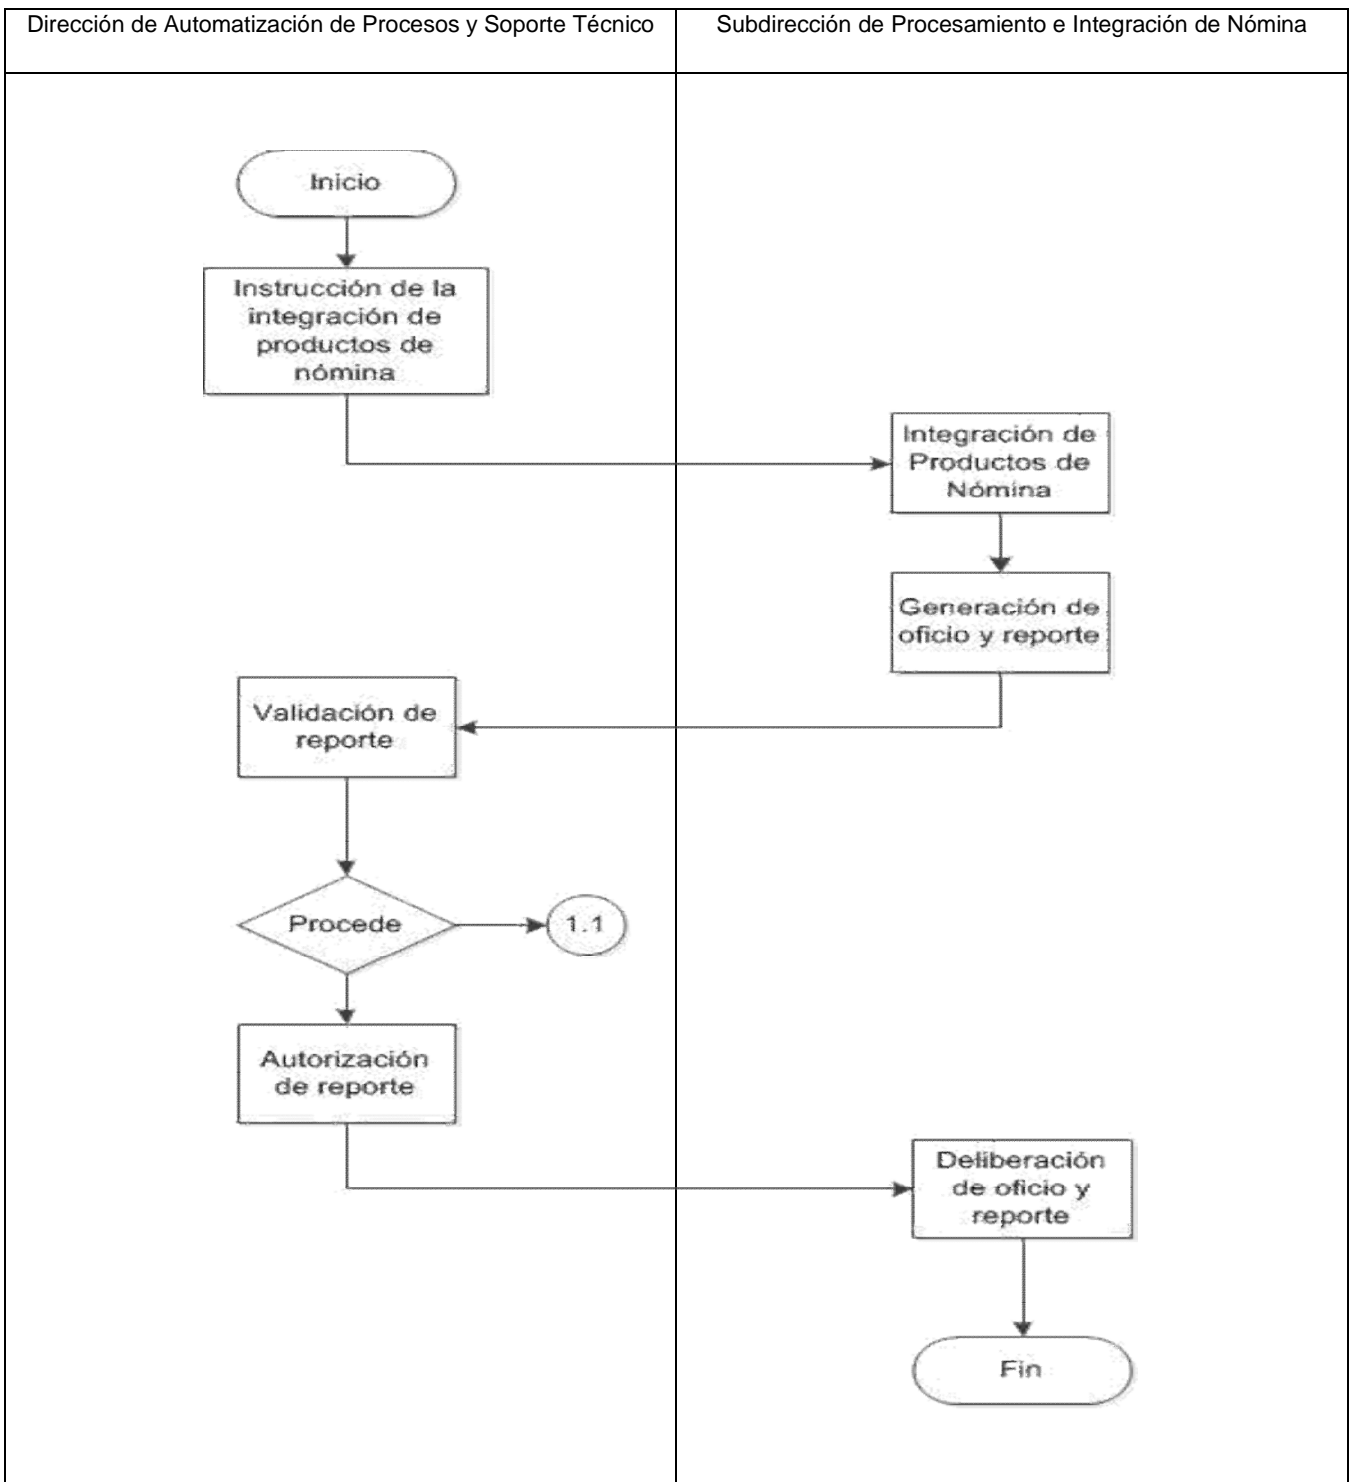 Dirección de Automatización de Procesos y Soporte Técnico
Subdirección de Procesamiento e Integración de Nómina
Inicio
Instrucción de la
integración de
productos de
nómina
Integración de
Productos de
Nómina
Generación de
oficio y reporte
Validación de
reporte
Procede
1.1
Autorización
de reporte
Deliberación
de oficio y
reporte
Fin